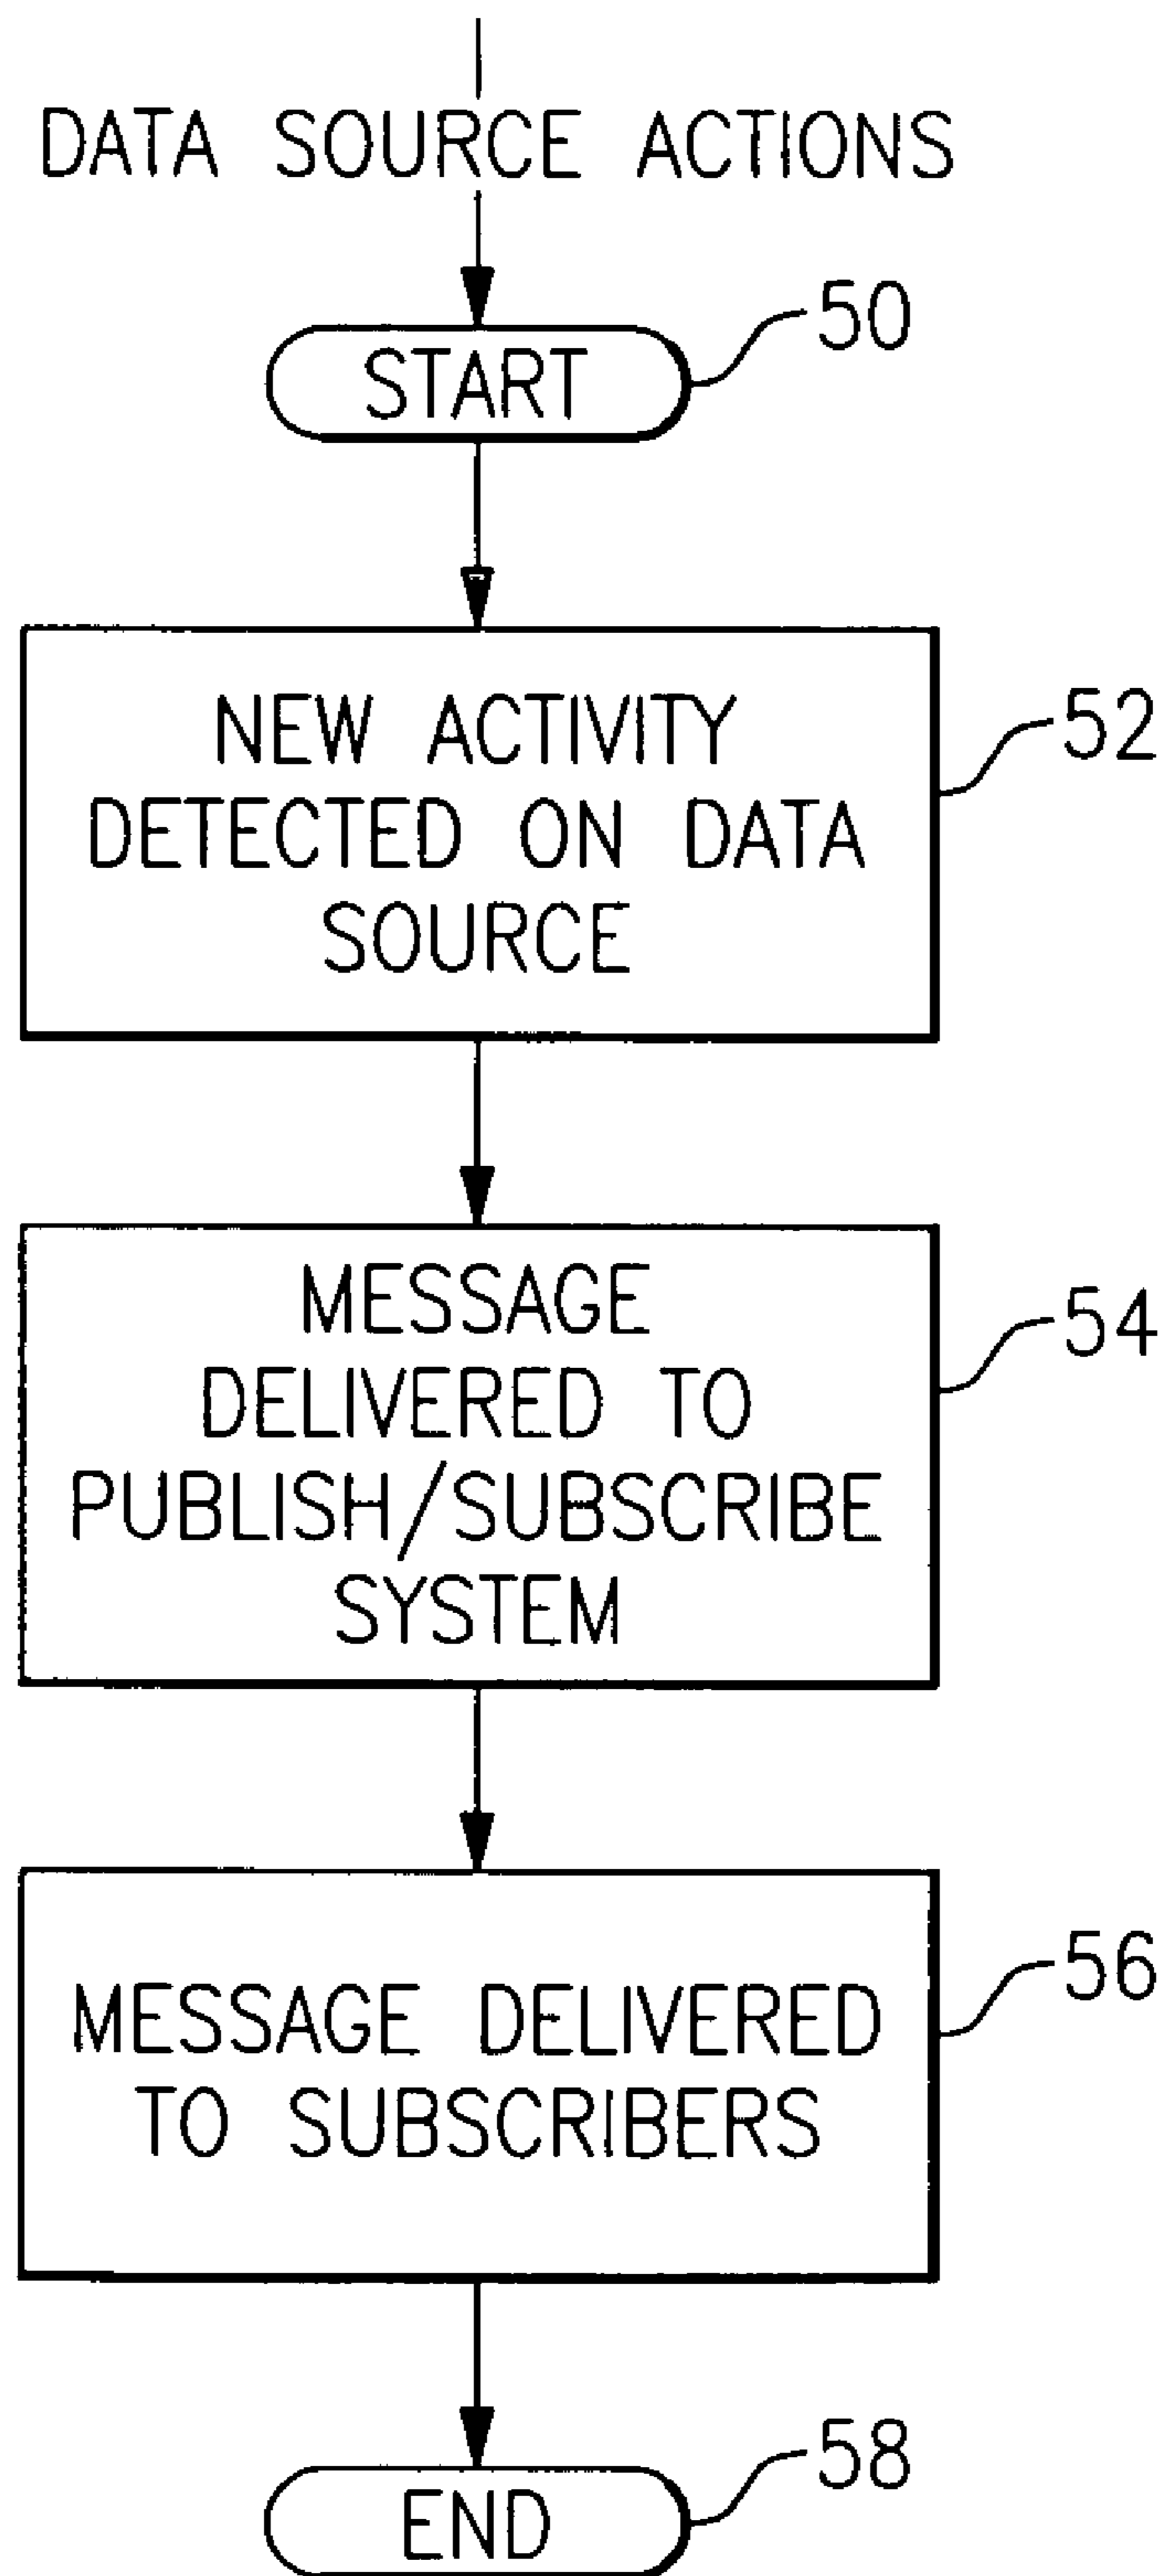 DATA SOURCE ACTIONS
50
START
NEW ACTIVITY
DETECTED ON DATA
SOURCE
52
MESSAGE
DELIVERED TO
PUBLISH/SUBSCRIBE
SYSTEM
54
MESSAGE DELIVERED
TO SUBSCRIBERS
56
END
58